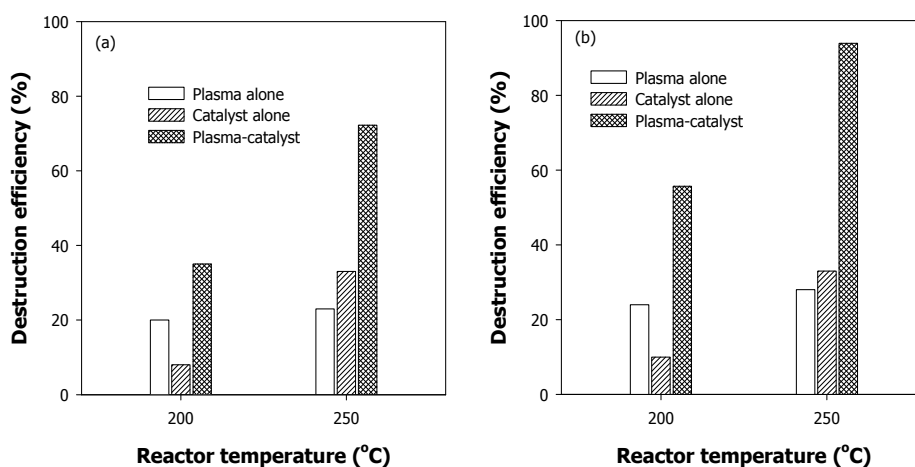 (a)
Destruction efficiency (%)
100
80
60
40
20
0
Plasma alone
Catalyst alone
Plasma-catalyst
200
250
Reactor temperature (°C)
(b)
Destruction efficiency (%)
100
80
60
40
20
0
Plasma alone
Catalyst alone
Plasma-catalyst
200
250
Reactor temperature (°C)